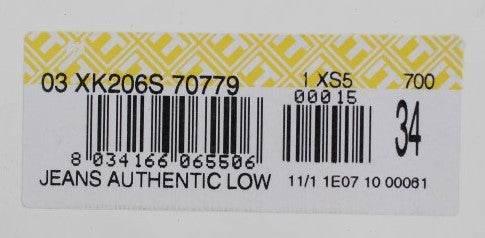 03 XK206S 70779 1 XS5 700
00015
34
8 034166 065506
JEANS AUTHENTIC LOW 11/1 1E07 10 00061